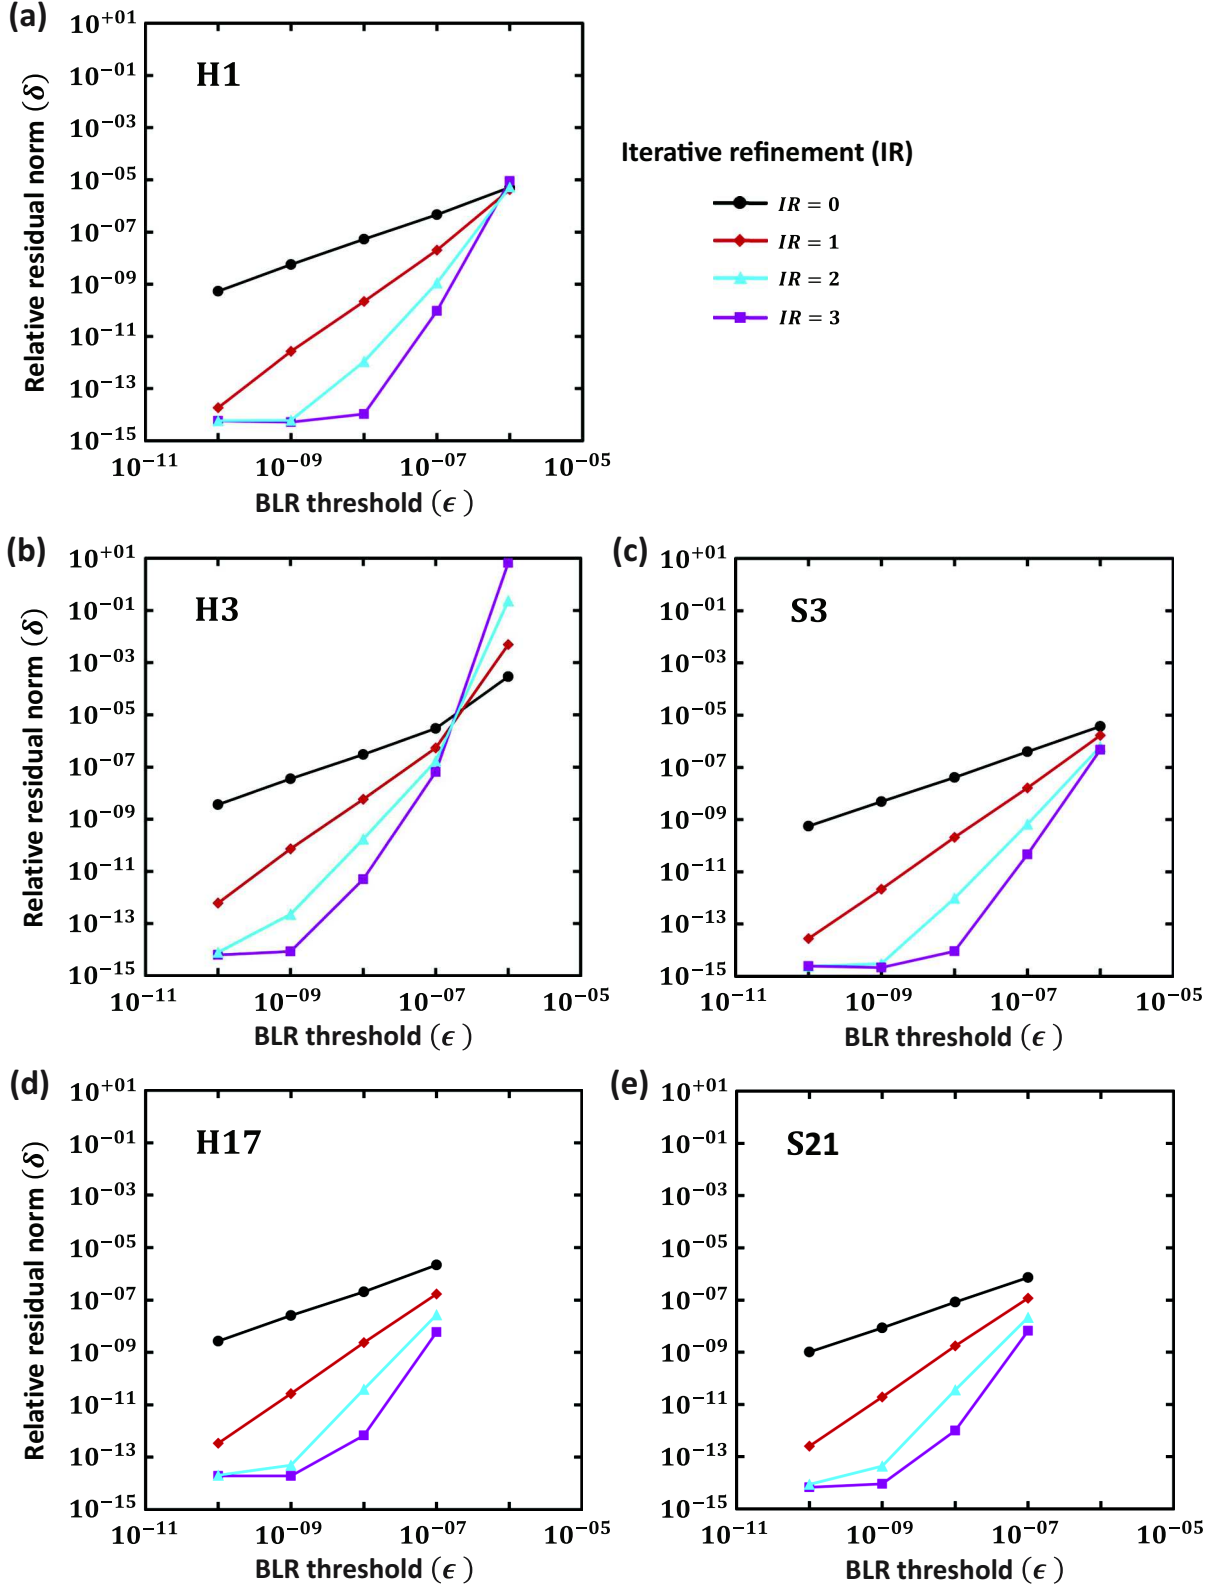 (a)
H1
Relative residual norm (δ)
10⁺⁰¹
10⁻⁰¹
10⁻⁰³
10⁻⁰⁵
10⁻⁰⁷
10⁻⁰⁹
10⁻¹¹
10⁻¹³
10⁻¹⁵
10⁻¹¹ 10⁻⁰⁹ 10⁻⁰⁷ 10⁻⁰⁵
BLR threshold (ϵ )
Iterative refinement (IR)
IR = 0
IR = 1
IR = 2
IR = 3
(b)
H3
Relative residual norm (δ)
10⁺⁰¹
10⁻⁰¹
10⁻⁰³
10⁻⁰⁵
10⁻⁰⁷
10⁻⁰⁹
10⁻¹¹
10⁻¹³
10⁻¹⁵
10⁻¹¹ 10⁻⁰⁹ 10⁻⁰⁷ 10⁻⁰⁵
BLR threshold (ϵ )
(c)
S3
10⁺⁰¹
10⁻⁰¹
10⁻⁰³
10⁻⁰⁵
10⁻⁰⁷
10⁻⁰⁹
10⁻¹¹
10⁻¹³
10⁻¹⁵
10⁻¹¹ 10⁻⁰⁹ 10⁻⁰⁷ 10⁻⁰⁵
BLR threshold (ϵ )
(d)
H17
Relative residual norm (δ)
10⁺⁰¹
10⁻⁰¹
10⁻⁰³
10⁻⁰⁵
10⁻⁰⁷
10⁻⁰⁹
10⁻¹¹
10⁻¹³
10⁻¹⁵
10⁻¹¹ 10⁻⁰⁹ 10⁻⁰⁷ 10⁻⁰⁵
BLR threshold (ϵ )
(e)
S21
10⁺⁰¹
10⁻⁰¹
10⁻⁰³
10⁻⁰⁵
10⁻⁰⁷
10⁻⁰⁹
10⁻¹¹
10⁻¹³
10⁻¹⁵
10⁻¹¹ 10⁻⁰⁹ 10⁻⁰⁷ 10⁻⁰⁵
BLR threshold (ϵ )